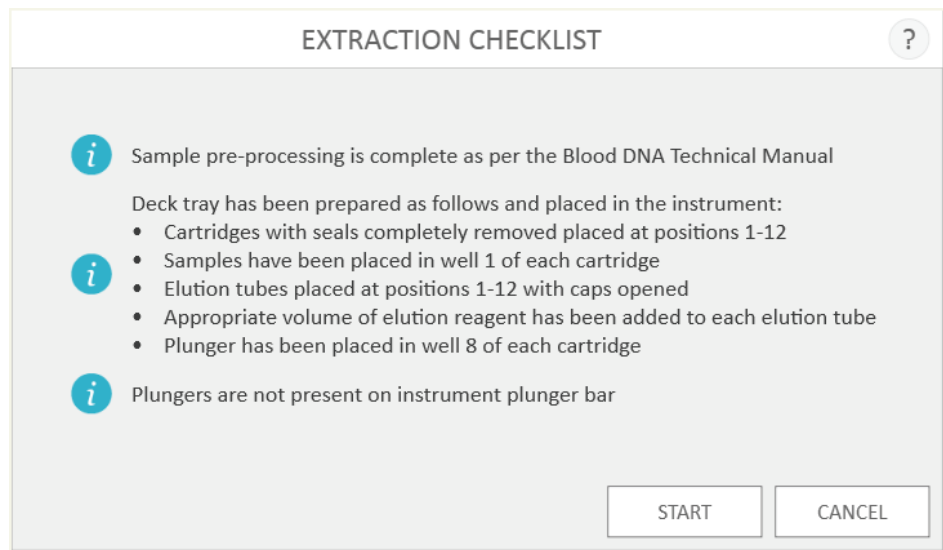 EXTRACTION CHECKLIST
?
i
Sample pre-processing is complete as per the Blood DNA Technical Manual
i
Deck tray has been prepared as follows and placed in the instrument:
• Cartridges with seals completely removed placed at positions 1-12
• Samples have been placed in well 1 of each cartridge
• Elution tubes placed at positions 1-12 with caps opened
• Appropriate volume of elution reagent has been added to each elution tube
• Plunger has been placed in well 8 of each cartridge
i
Plungers are not present on instrument plunger bar
START
CANCEL